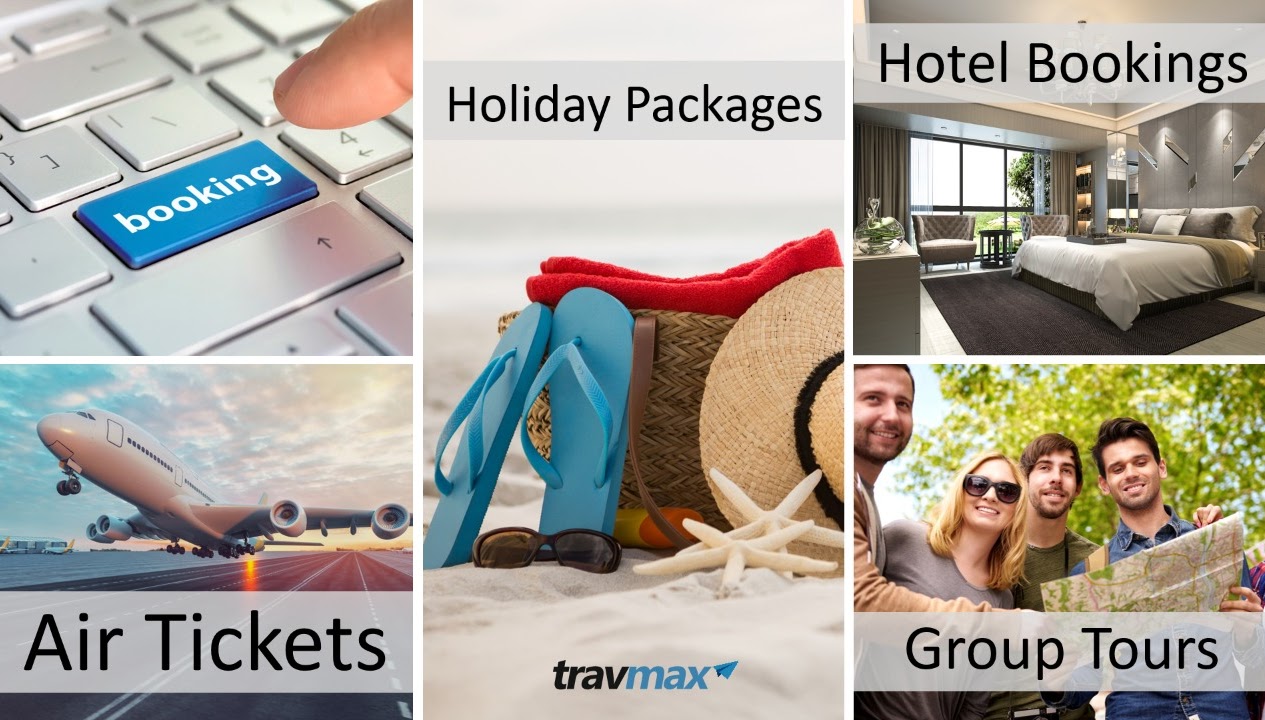 booking
Air Tickets
Holiday Packages
travmax
Hotel Bookings
Group Tours